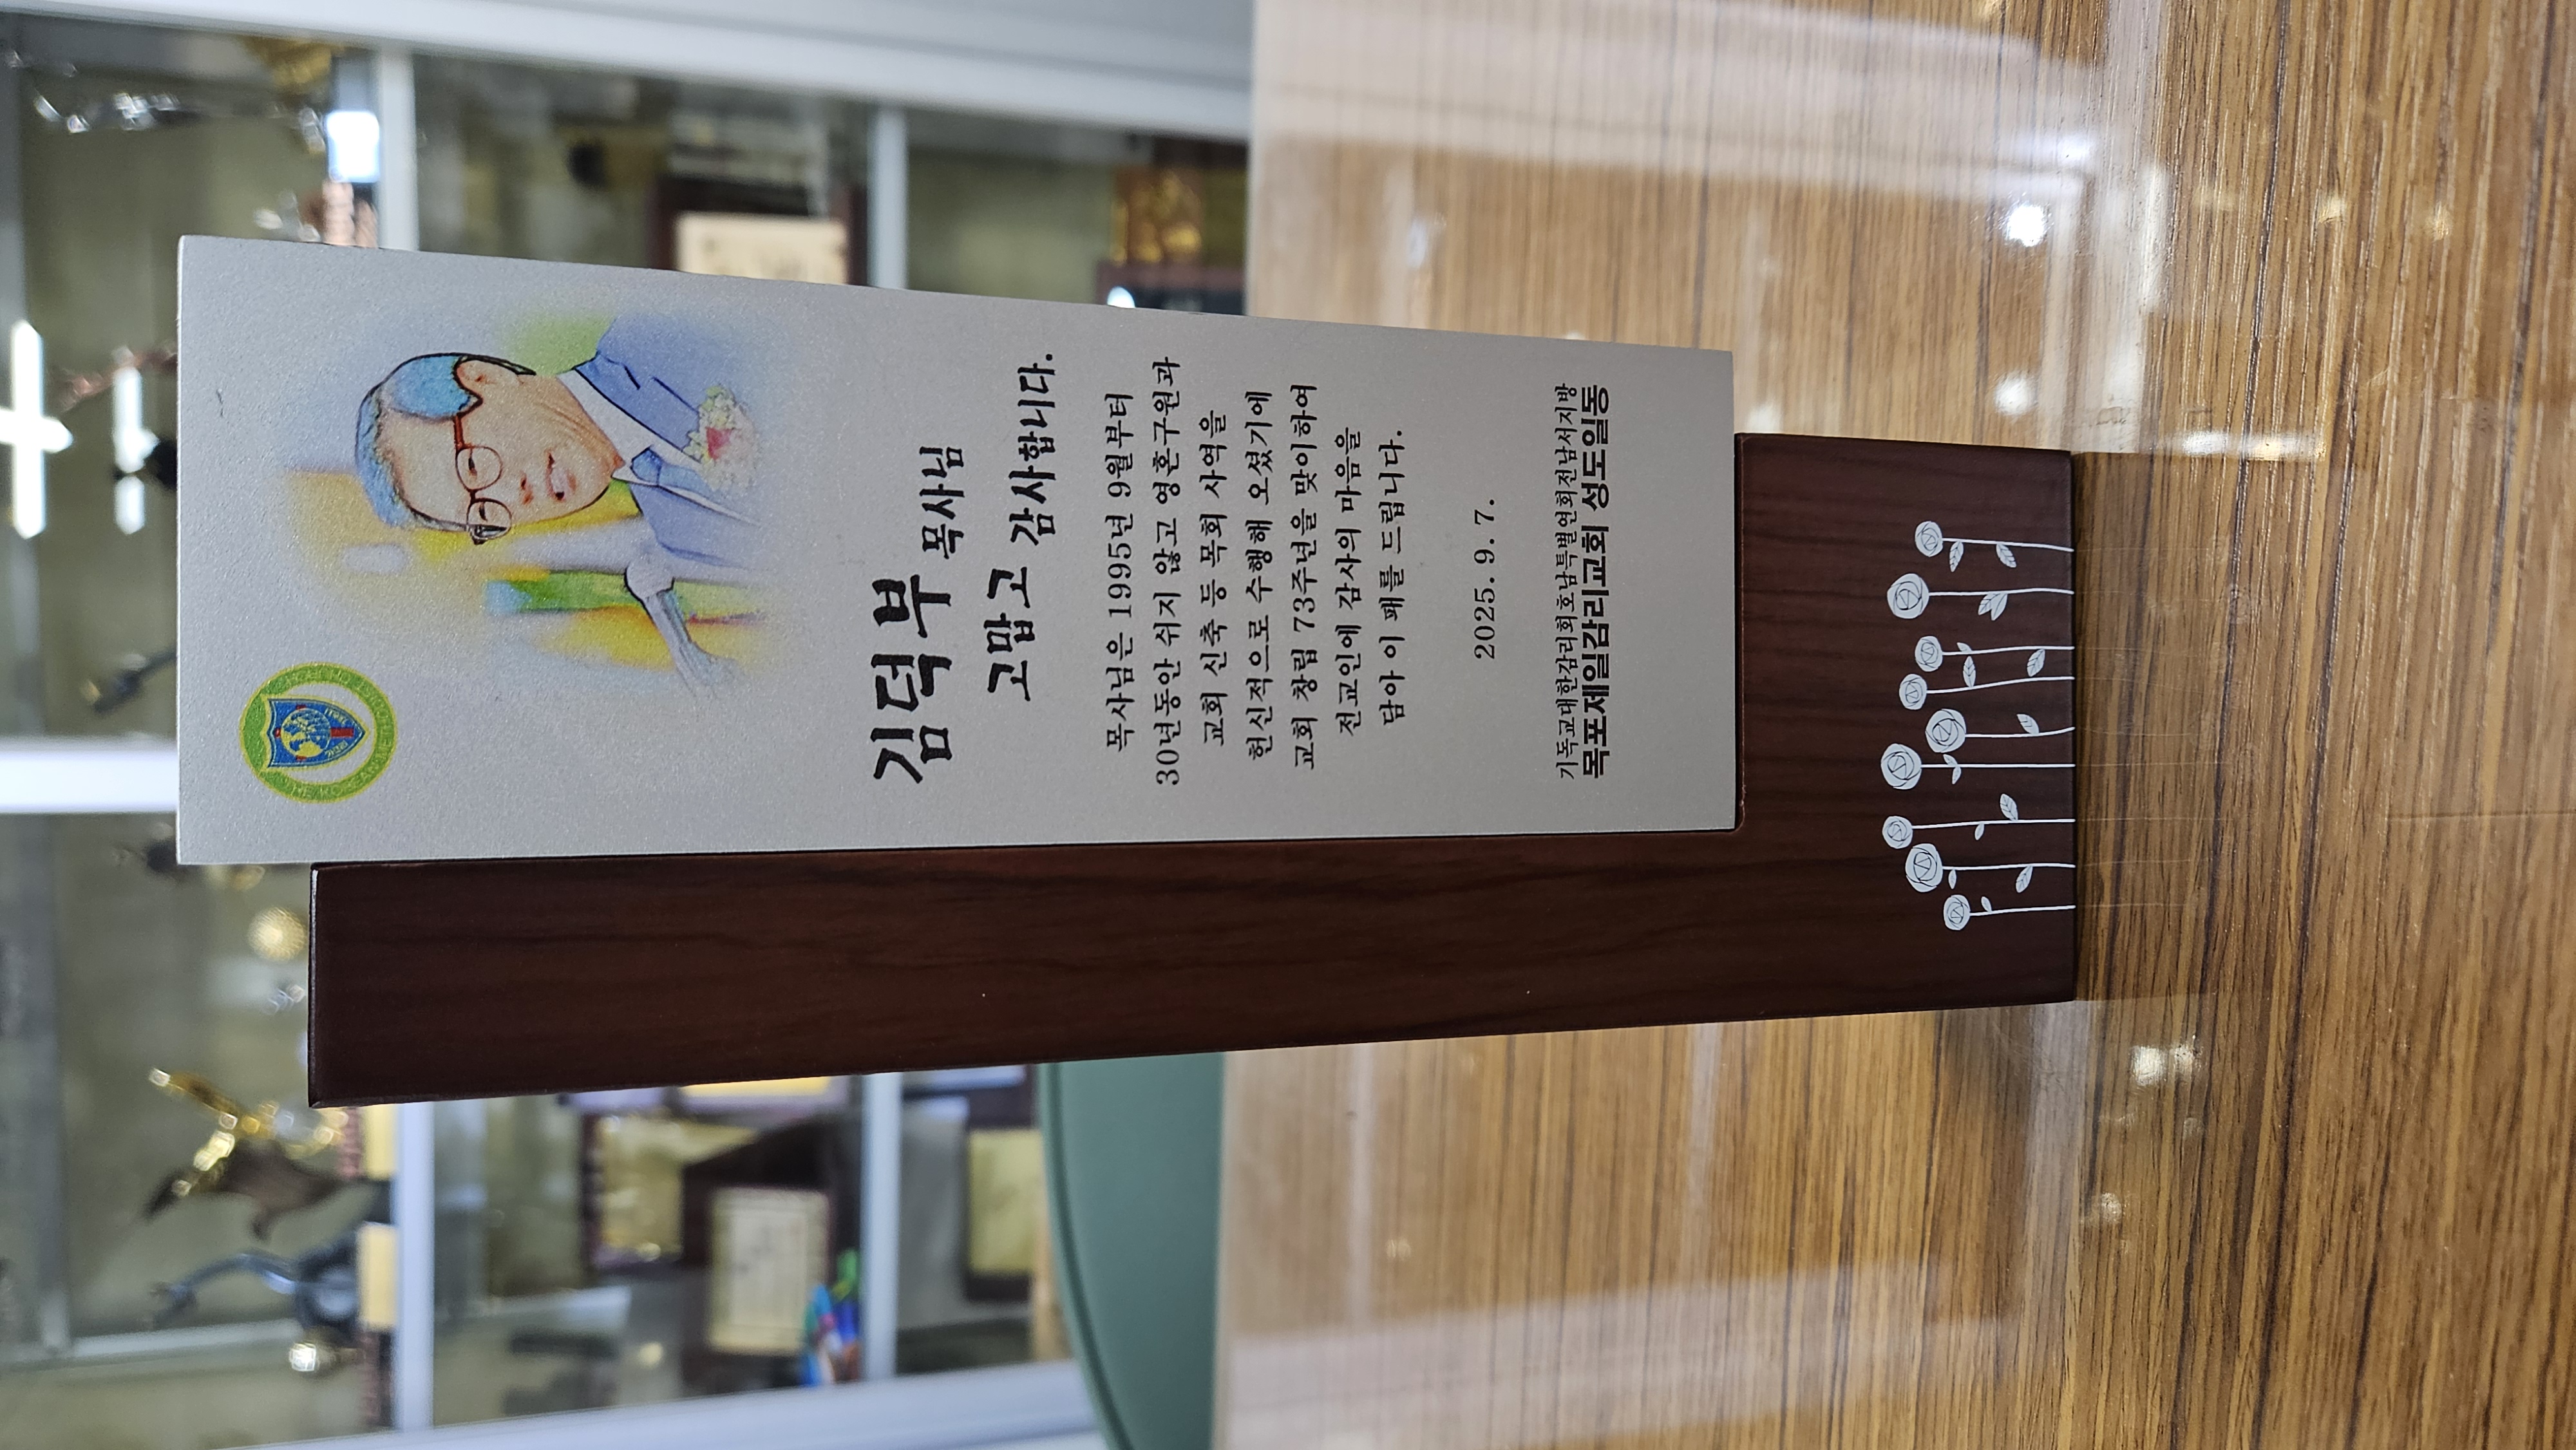 김덕부 목사님
고맙고 감사합니다.
목사님은 1995년 9월부터
30년동안 쉬지 않고 영혼구원과
교회 신축 등 목회 사역을
헌신적으로 수행해 오셨기에
교회 창립 73주년을 맞이하여
전교인에 감사의 마음을
담아 이 패를 드립니다.
2025. 9. 7.
기독교대한감리회호남특별연회전남서지방
목포제일감리교회 성도일동